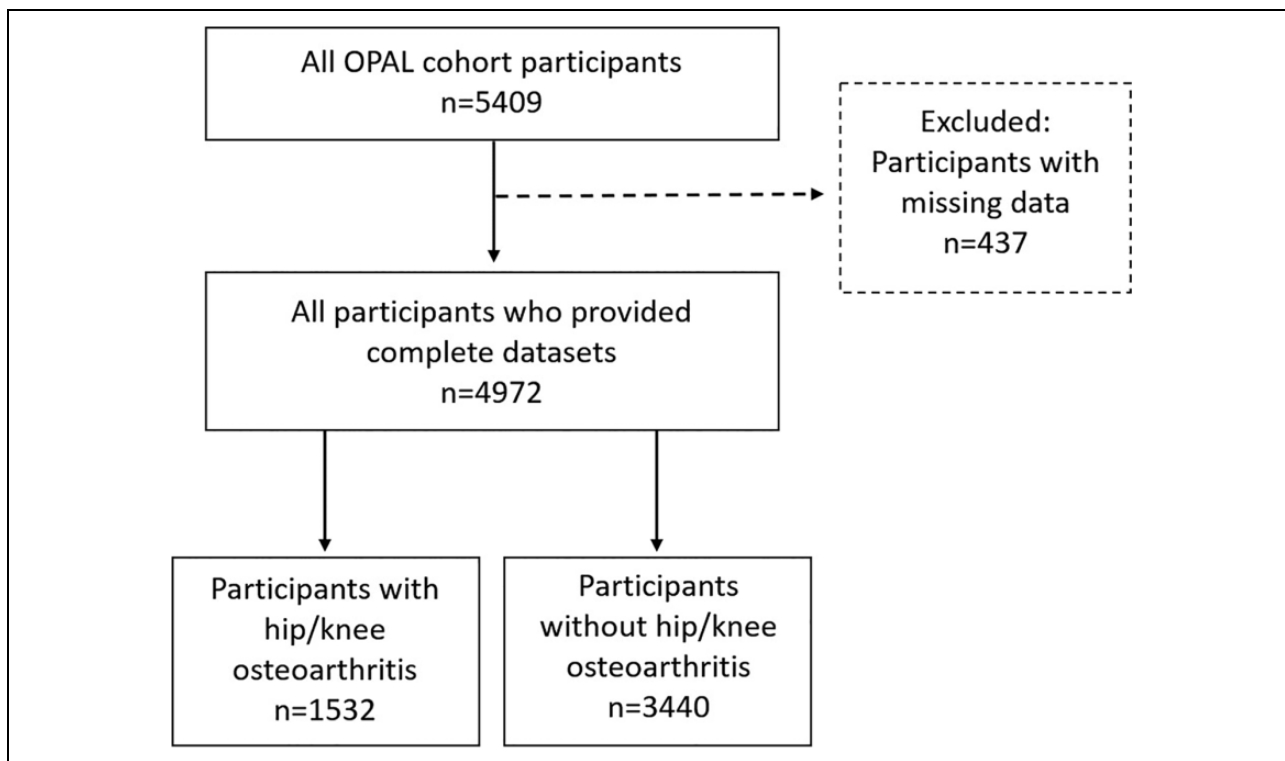 All OPAL cohort participants
n=5409
Excluded:
Participants with
missing data
n=437
All participants who provided
complete datasets
n=4972
Participants with
hip/knee
osteoarthritis
n=1532
Participants
without hip/knee
osteoarthritis
n=3440